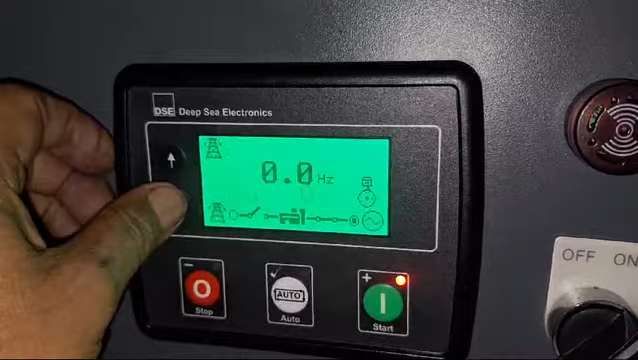 DSE Deep Sea Electronics
0.0 Hz
OFF ON
AUTO
Stop
Auto
Start